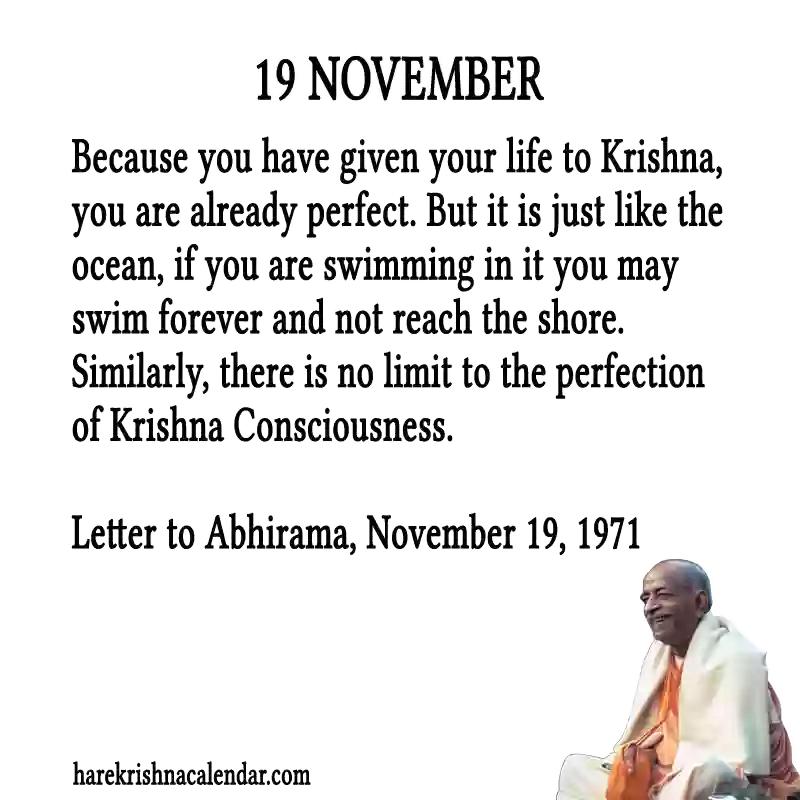 19 NOVEMBER
Because you have given your life to Krishna,
you are already perfect. But it is just like the
ocean, if you are swimming in it you may
swim forever and not reach the shore.
Similarly, there is no limit to the perfection
of Krishna Consciousness.
Letter to Abhirama, November 19, 1971
harekrishnacalendar.com